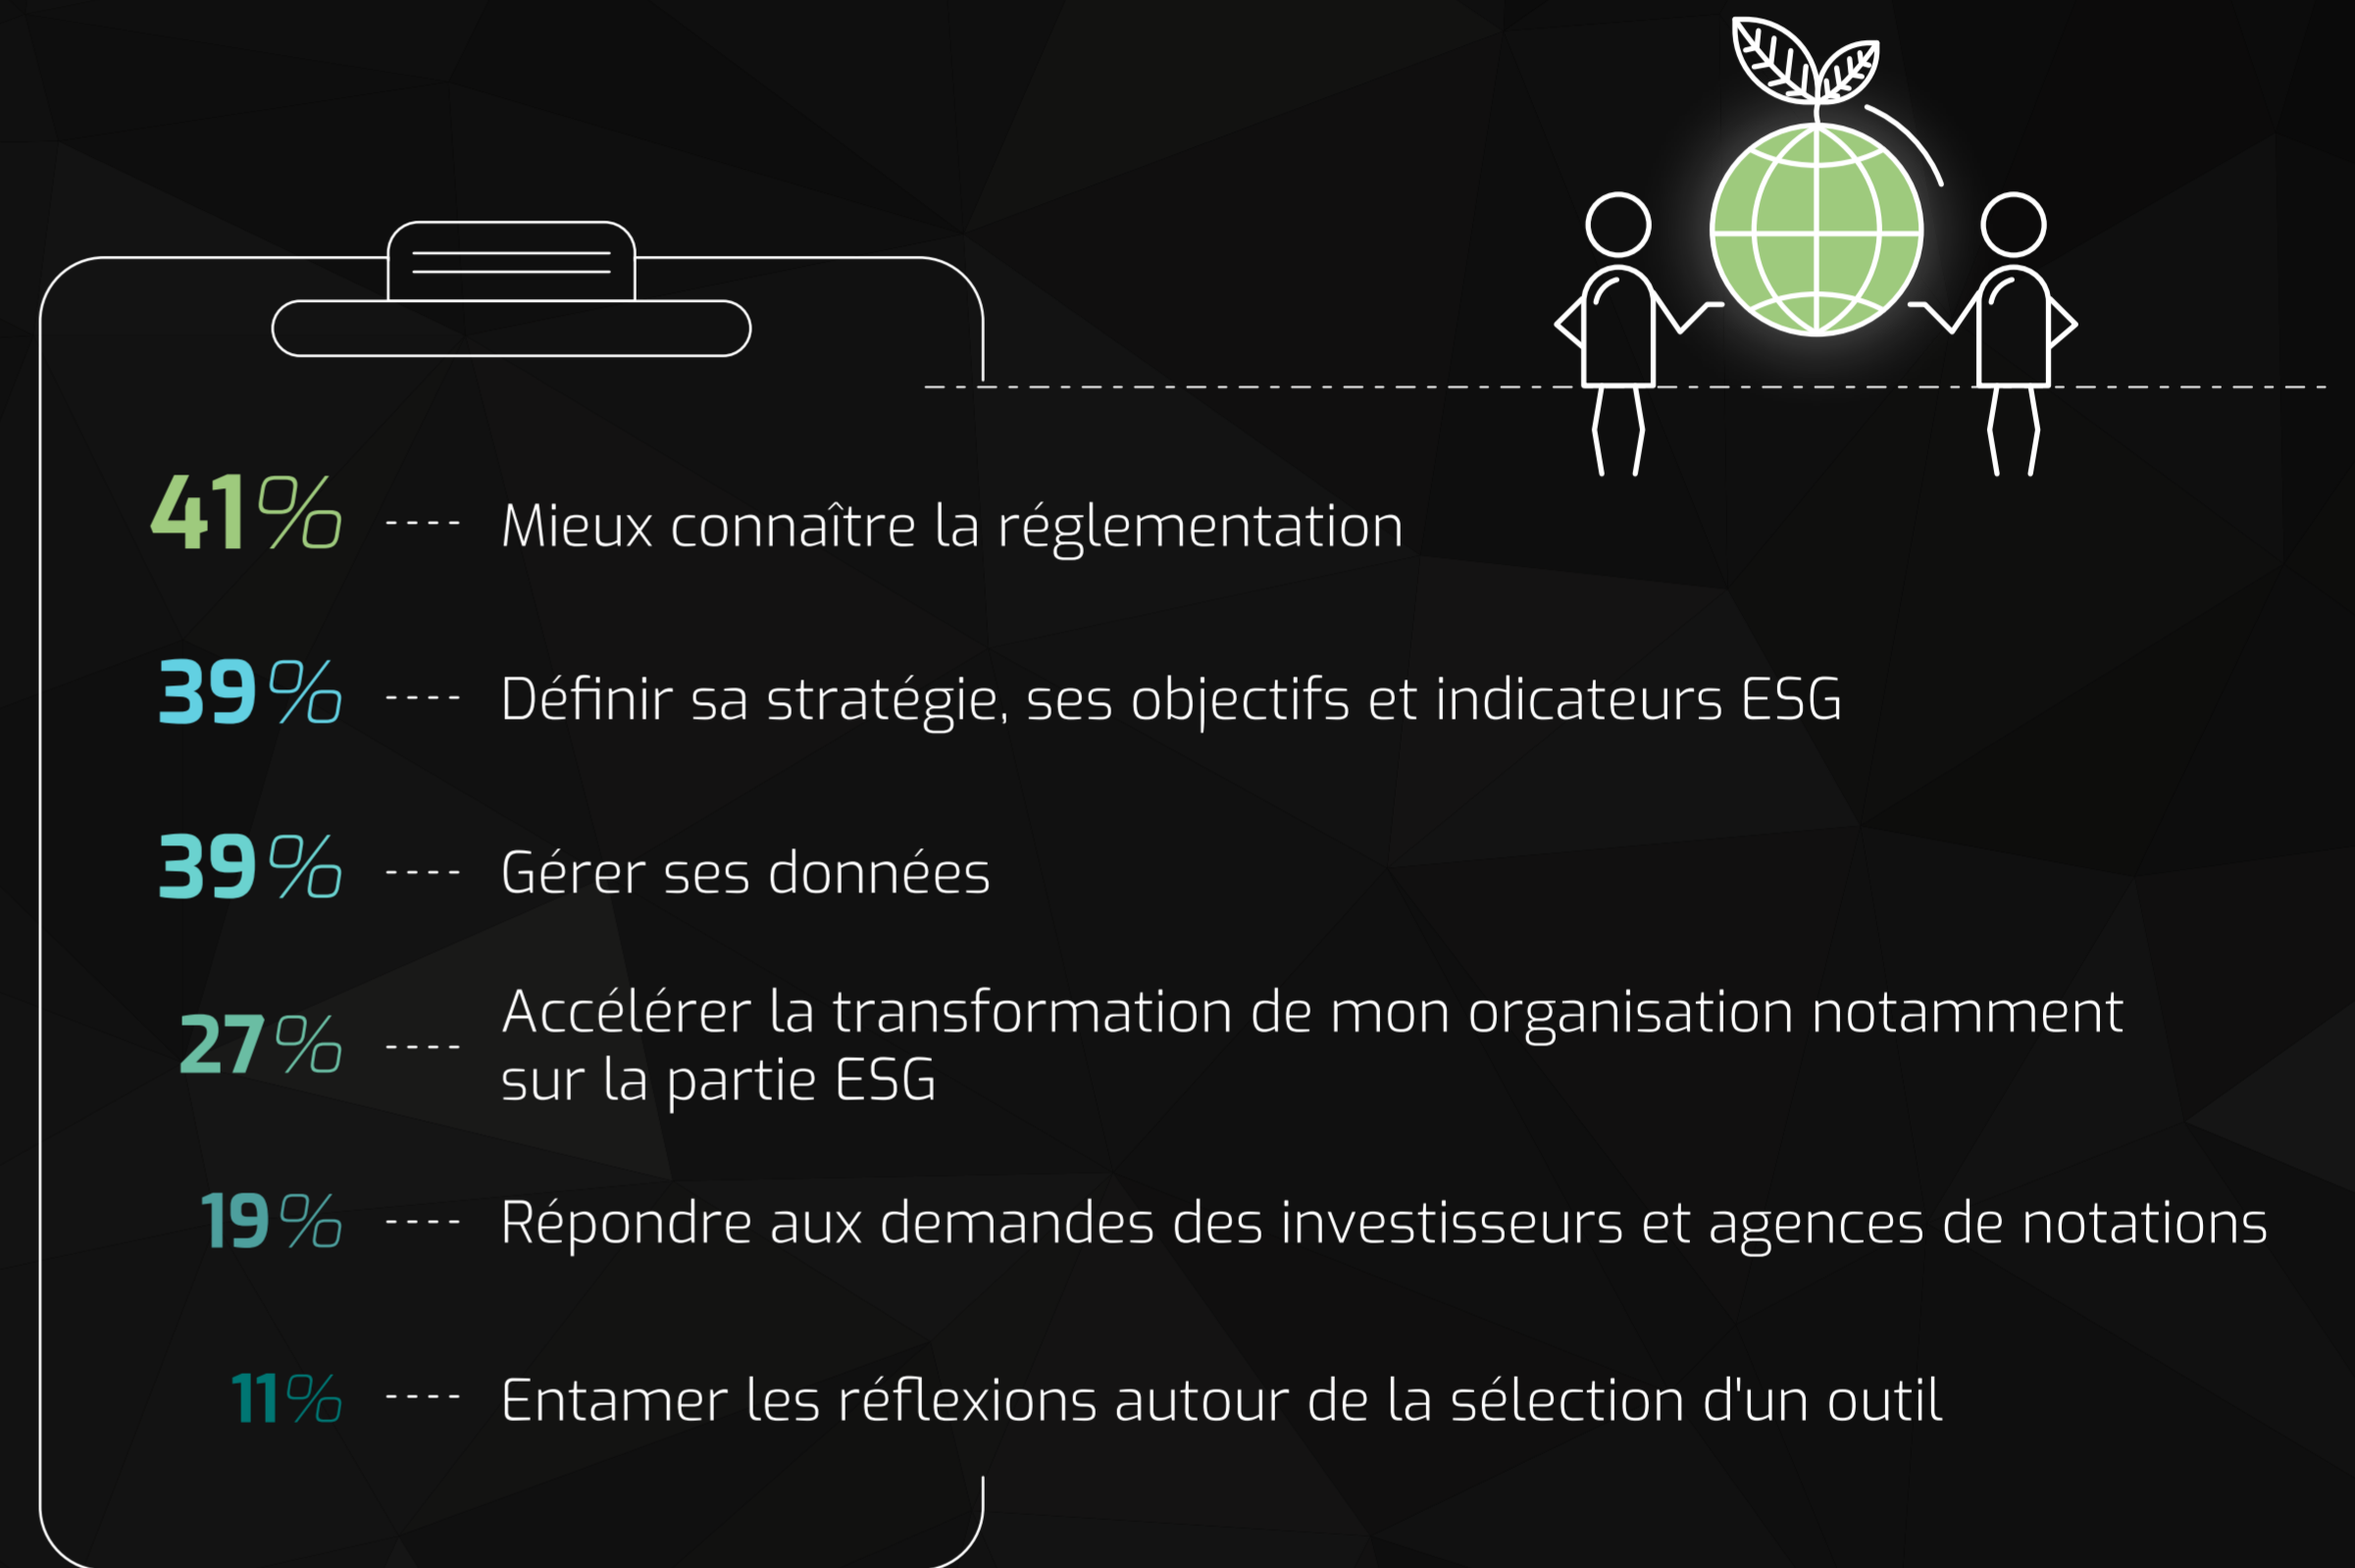 41% ---- Mieux connaître la réglementation
39% ---- Définir sa stratégie, ses objectifs et indicateurs ESG
39% ---- Gérer ses données
27% ---- Accélérer la transformation de mon organisation notamment
sur la partie ESG
19% ---- Répondre aux demandes des investisseurs et agences de notations
11% ---- Entamer les réflexions autour de la sélection d'un outil